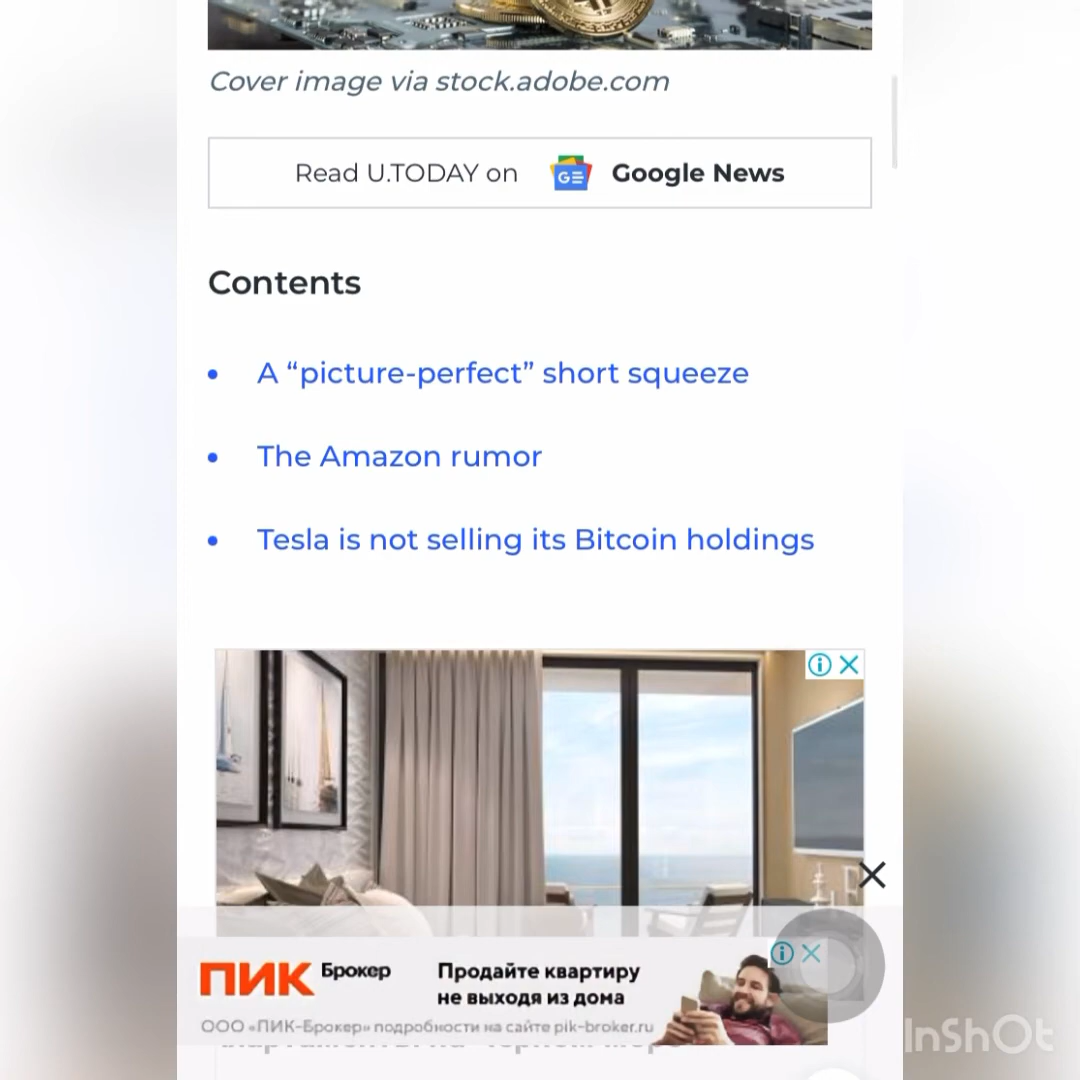 Cover image via stock.adobe.com
Read U.TODAY on Google News
Contents
• A “picture-perfect” short squeeze
• The Amazon rumor
• Tesla is not selling its Bitcoin holdings
ПИК Брокер
Продайте квартиру
не выходя из дома
ООО «ПИК-Брокер» подробности на сайте pik-broker.ru
InShOt